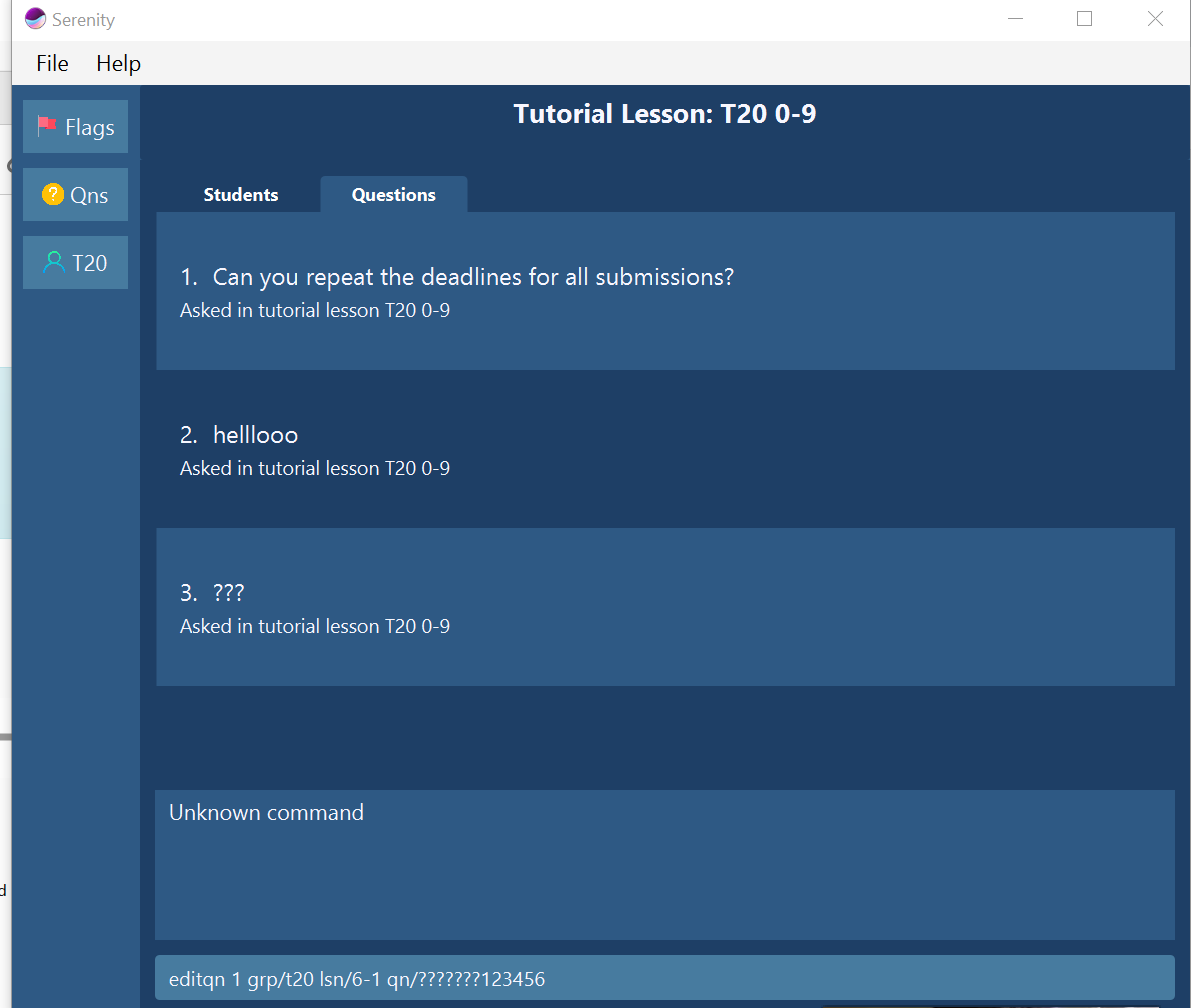 Serenity
File Help
Tutorial Lesson: T20 0-9
Flags
Qns
T20
Students Questions
1. Can you repeat the deadlines for all submissions?
Asked in tutorial lesson T20 0-9
2. helllooo
Asked in tutorial lesson T20 0-9
3. ???
Asked in tutorial lesson T20 0-9
Unknown command
d
editqn 1 grp/t20 lsn/6-1 qn/???????123456